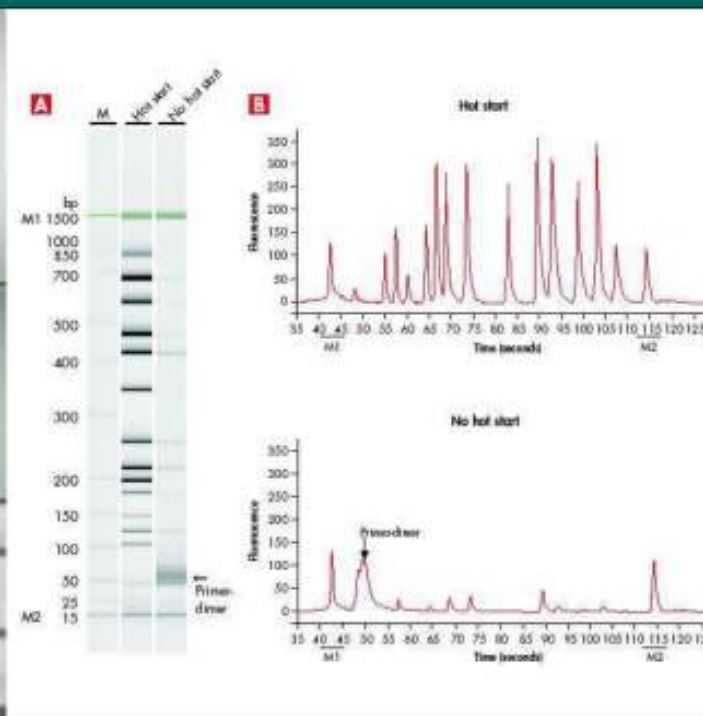 A
M
Hot start
No hot start
bp
M1 1500
1000
850
700
500
400
300
200
150
100
50
25
M2 15
Primer-
dimer
B
Hot start
Fluorescence
350
300
250
200
150
100
50
0
35 40 45 50 55 60 65 70 75 80 85 90 95 100 105 110 115 120 125
M1 M2
Time (seconds)
No hot start
Fluorescence
350
300
250
200
150
100
50
0
Primer-dimer
35 40 45 50 55 60 65 70 75 80 85 90 95 100 105 110 115 120 125
M1 M2
Time (seconds)